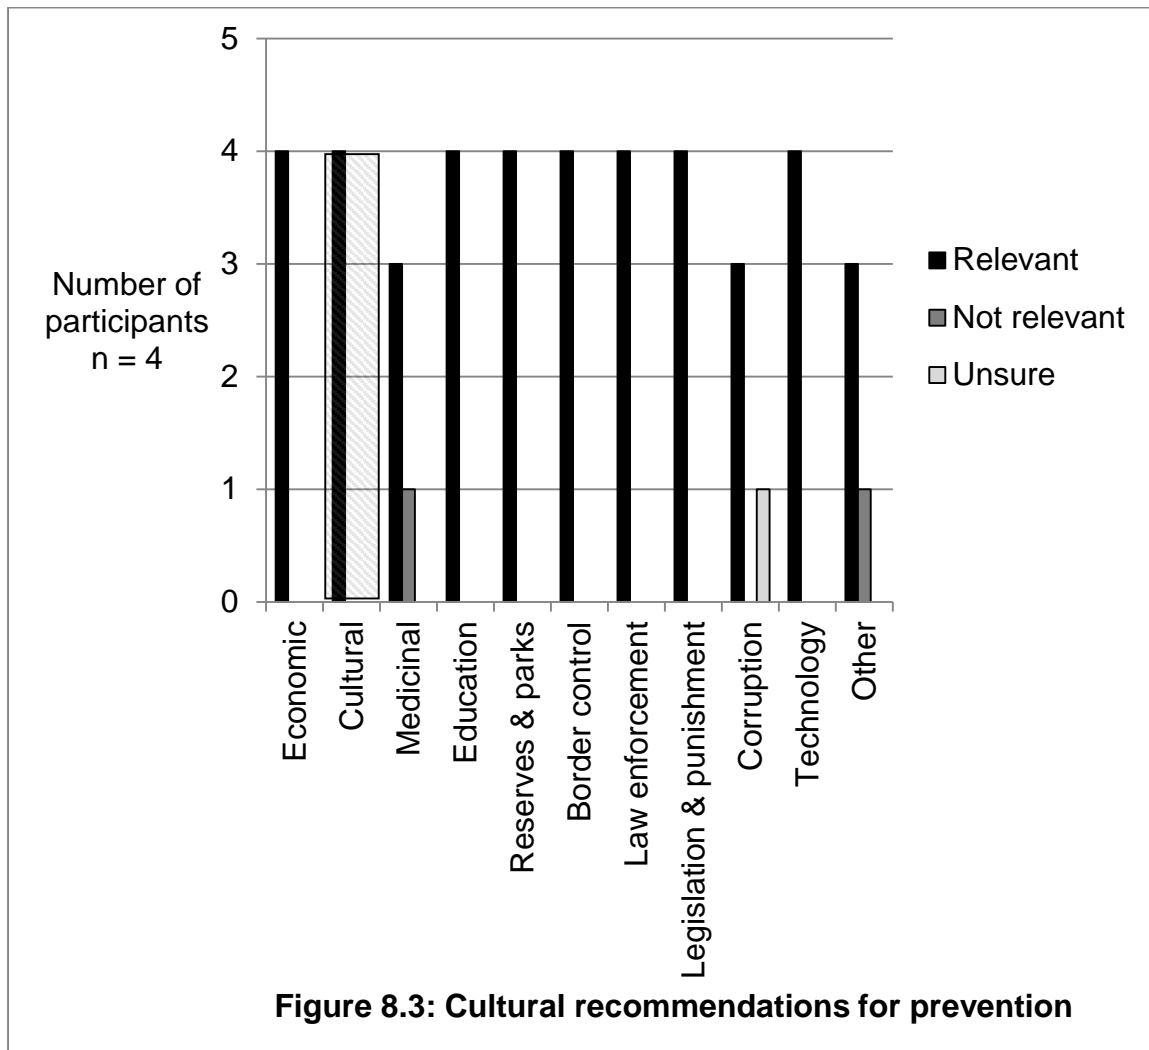 5
4
3
2
1
0
Number of
participants
n = 4
Relevant
Not relevant
Unsure
Economic
Cultural
Medicinal
Education
Reserves & parks
Border control
Law enforcement
Legislation & punishment
Corruption
Technology
Other
Figure 8.3: Cultural recommendations for prevention